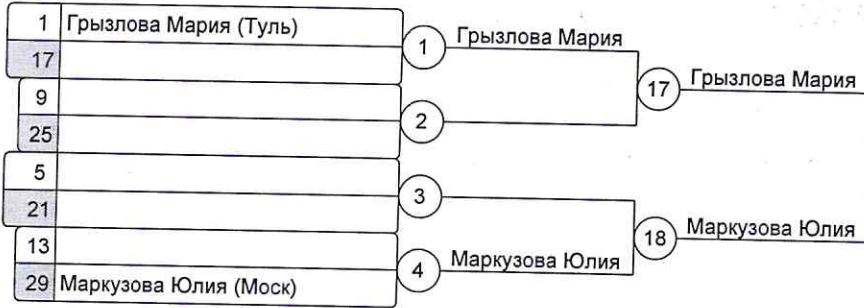 1 Грызлова Мария (Туль)
17
1 Грызлова Мария
9
25
2
17 Грызлова Мария
5
21
3
13
29 Маркузова Юлия (Моск)
4 Маркузова Юлия
18 Маркузова Юлия